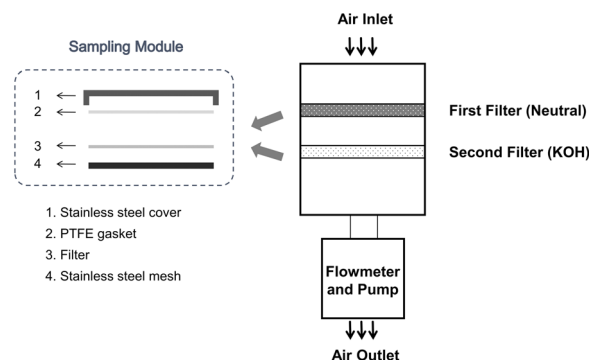 Air Inlet
Sampling Module
1
2
3
4
First Filter (Neutral)
Second Filter (KOH)
1. Stainless steel cover
2. PTFE gasket
3. Filter
4. Stainless steel mesh
Flowmeter
and Pump
Air Outlet